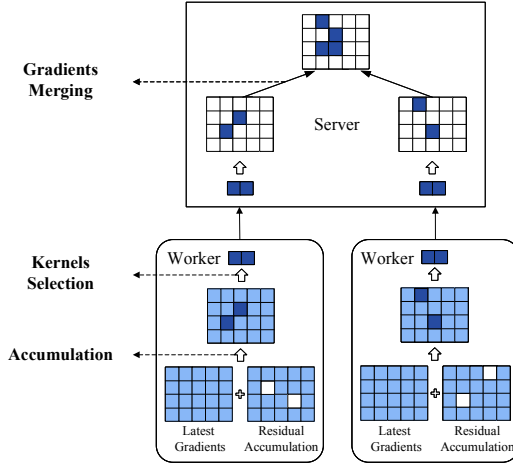 Gradients
Merging
Server
Worker
Worker
Kernels
Selection
Accumulation
Latest
Gradients
Residual
Accumulation
Latest
Gradients
Residual
Accumulation